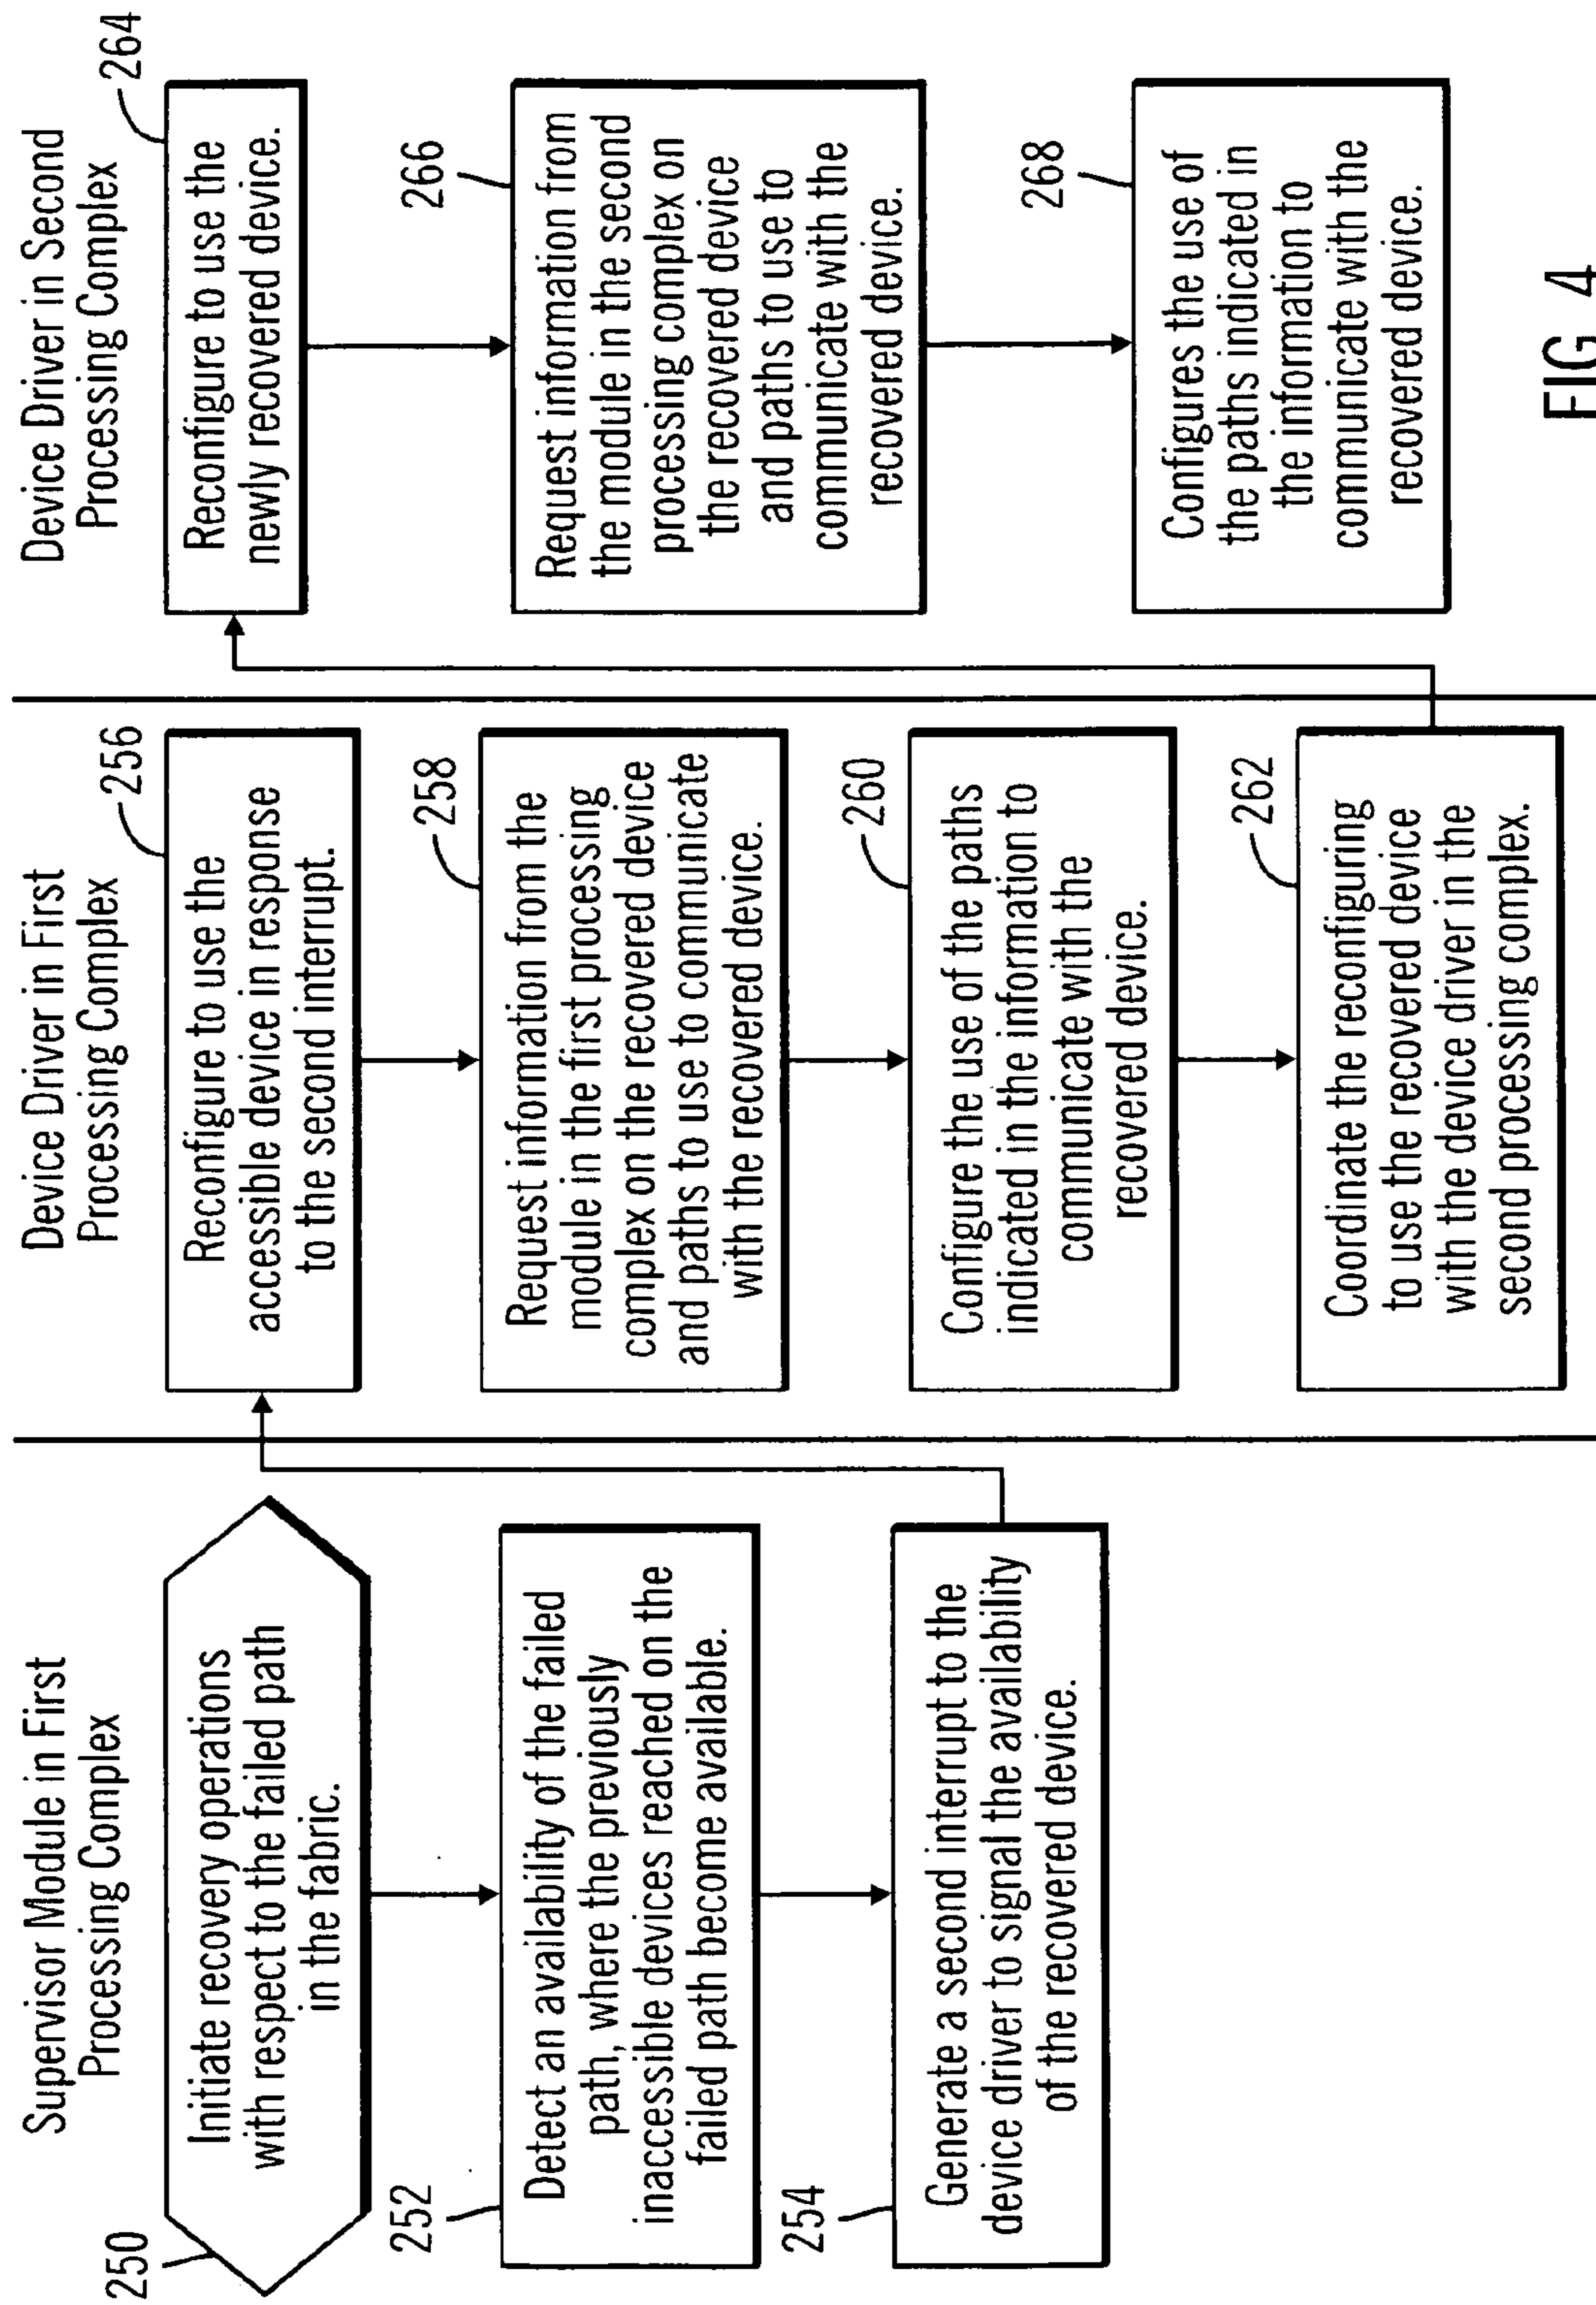 Supervisor Module in First
Processing Complex
250
Initiate recovery operations
with respect to the failed path
in the fabric.
252
Detect an availability of the failed
path, where the previously
inaccessible devices reached on the
failed path become available.
254
Generate a second interrupt to the
device driver to signal the availability
of the recovered device.
Device Driver in First
Processing Complex
256
Reconfigure to use the
accessible device in response
to the second interrupt.
258
Request information from the
module in the first processing
complex on the recovered device
and paths to use to communicate
with the recovered device.
260
Configure the use of the paths
indicated in the information to
communicate with the
recovered device.
262
Coordinate the reconfiguring
to use the recovered device
with the device driver in the
second processing complex.
Device Driver in Second
Processing Complex
264
Reconfigure to use the
newly recovered device.
266
Request information from
the module in the second
processing complex on
the recovered device
and paths to use to
communicate with the
recovered device.
268
Configures the use of
the paths indicated in
the information to
communicate with the
recovered device.
FIG. 4